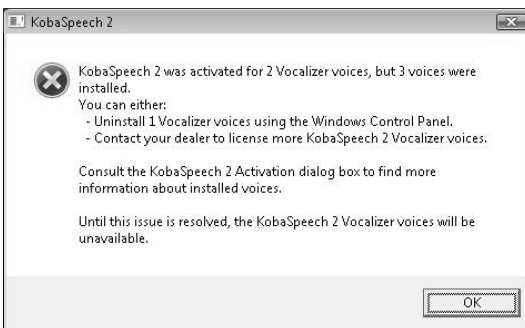 KobaSpeech 2
KobaSpeech 2 was activated for 2 Vocalizer voices, but 3 voices were
installed.
You can either:
- Uninstall 1 Vocalizer voices using the Windows Control Panel.
- Contact your dealer to license more KobaSpeech 2 Vocalizer voices.
Consult the KobaSpeech 2 Activation dialog box to find more
information about installed voices.
Until this issue is resolved, the KobaSpeech 2 Vocalizer voices will be
unavailable.
OK